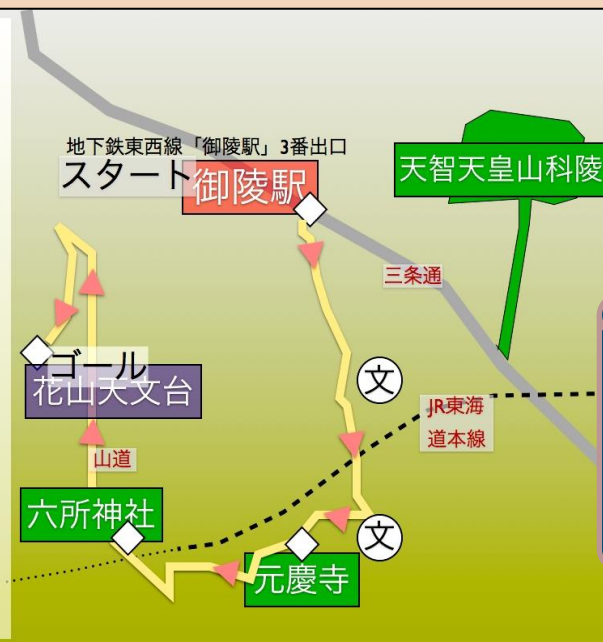 地下鉄東西線「御陵駅」3番出口
スタート
御陵駅
天智天皇山科陵
三条通
ゴール
花山天文台
文
JR東海
道本線
山道
六所神社
文
元慶寺